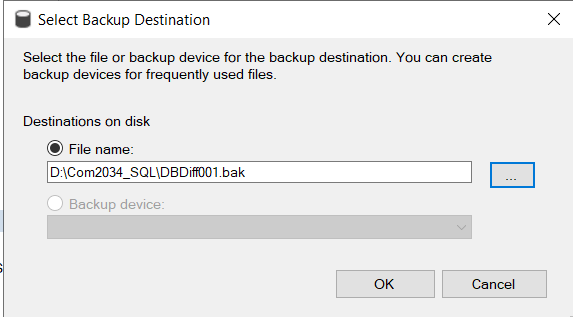 Select Backup Destination
Select the file or backup device for the backup destination. You can create
backup devices for frequently used files.
Destinations on disk
File name:
D:\Com2034_SQL\DBDiff001.bak
...
Backup device:
OK Cancel